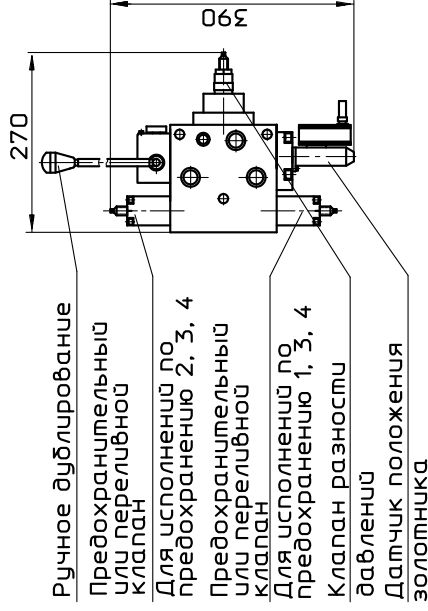 390
270
Ручное дублирование
Предохранительный
или переливной
клапан
Для исполнений по
предохранению 2, 3, 4
Предохранительный
или переливной
клапан
Для исполнений по
предохранению 1, 3, 4
Клапан разности
давлений
Датчик положения
золотника